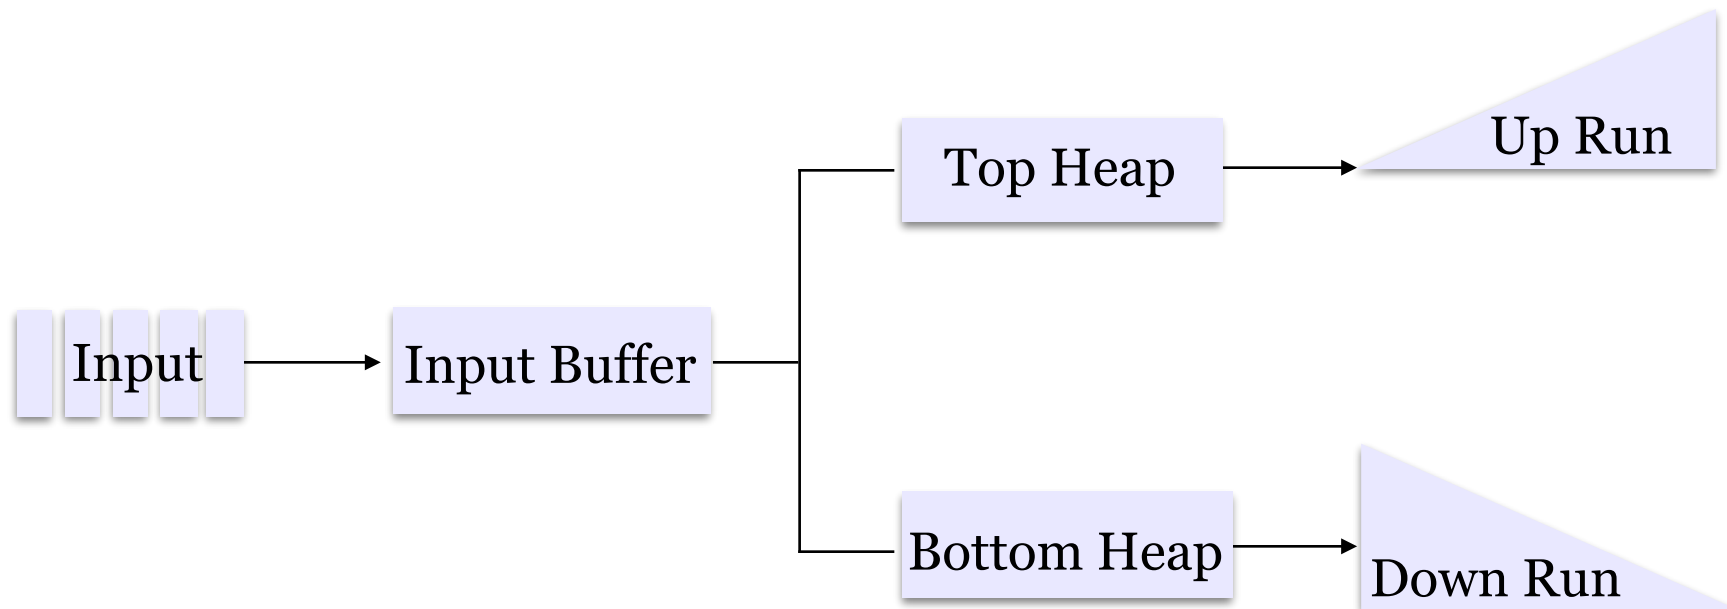 Up Run
Top Heap
Input
Input Buffer
Bottom Heap
Down Run